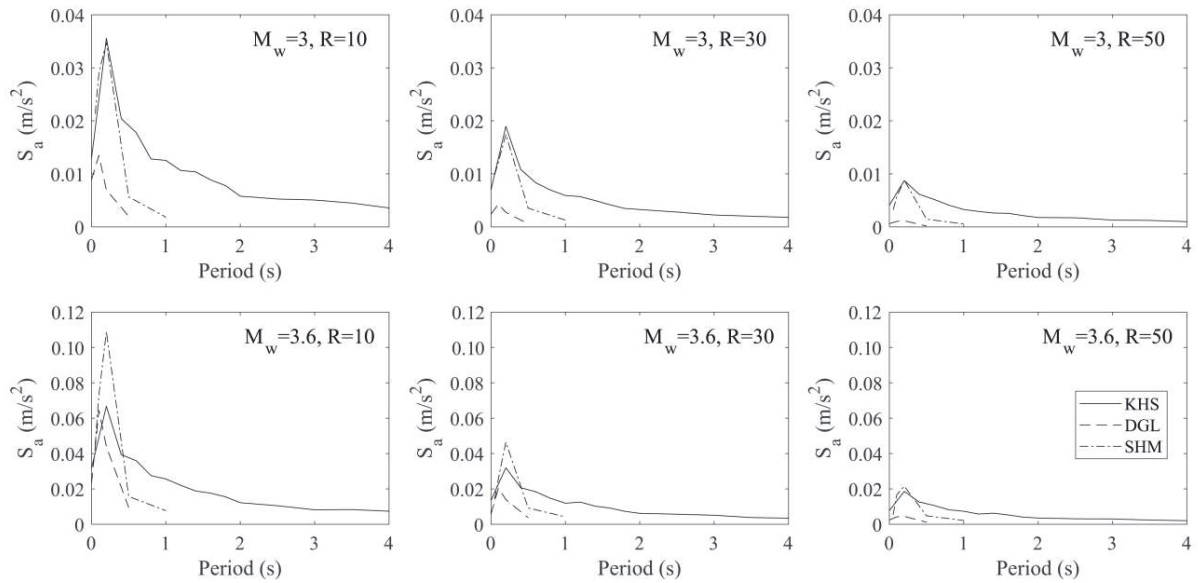 0.04
0.03
0.02
0.01
0
S_a (m/s^2)
M_w=3, R=10
0 1 2 3 4
Period (s)
0.04
0.03
0.02
0.01
0
S_a (m/s^2)
M_w=3, R=30
0 1 2 3 4
Period (s)
0.04
0.03
0.02
0.01
0
S_a (m/s^2)
M_w=3, R=50
0 1 2 3 4
Period (s)
0.12
0.10
0.08
0.06
0.04
0.02
0
S_a (m/s^2)
M_w=3.6, R=10
0 1 2 3 4
Period (s)
0.12
0.10
0.08
0.06
0.04
0.02
0
S_a (m/s^2)
M_w=3.6, R=30
0 1 2 3 4
Period (s)
0.12
0.10
0.08
0.06
0.04
0.02
0
S_a (m/s^2)
M_w=3.6, R=50
KHS
DGL
SHM
0 1 2 3 4
Period (s)